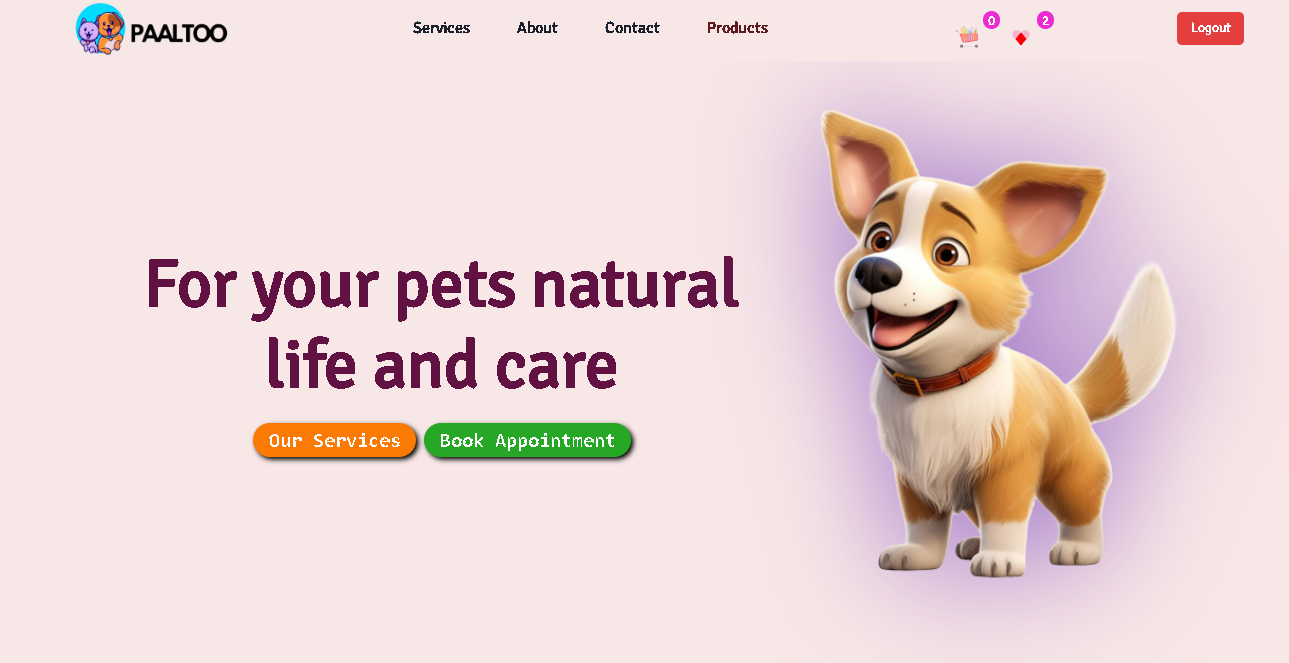 PAALTOO
Services About Contact Products 0 2 Logout
For your pets natural
life and care
Our Services Book Appointment